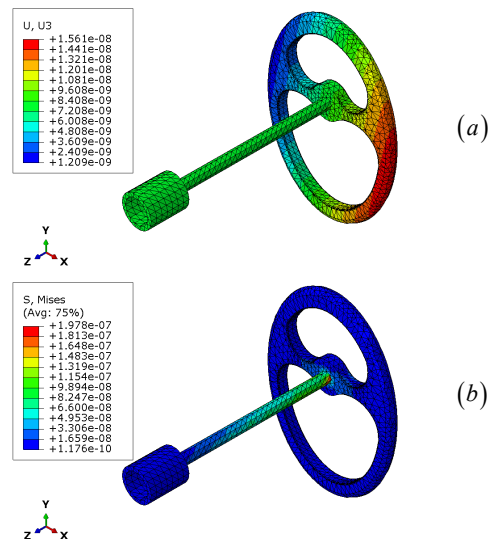 U, U3
+1.561e-08
+1.441e-08
+1.321e-08
+1.201e-08
+1.081e-08
+9.608e-09
+8.408e-09
+7.208e-09
+6.008e-09
+4.808e-09
+3.609e-09
+2.409e-09
+1.209e-09
(a)
Y
Z X
S, Mises
(Avg: 75%)
+1.978e-07
+1.813e-07
+1.648e-07
+1.483e-07
+1.319e-07
+1.154e-07
+9.894e-08
+8.247e-08
+6.600e-08
+4.953e-08
+3.306e-08
+1.659e-08
+1.176e-10
(b)
Y
Z X